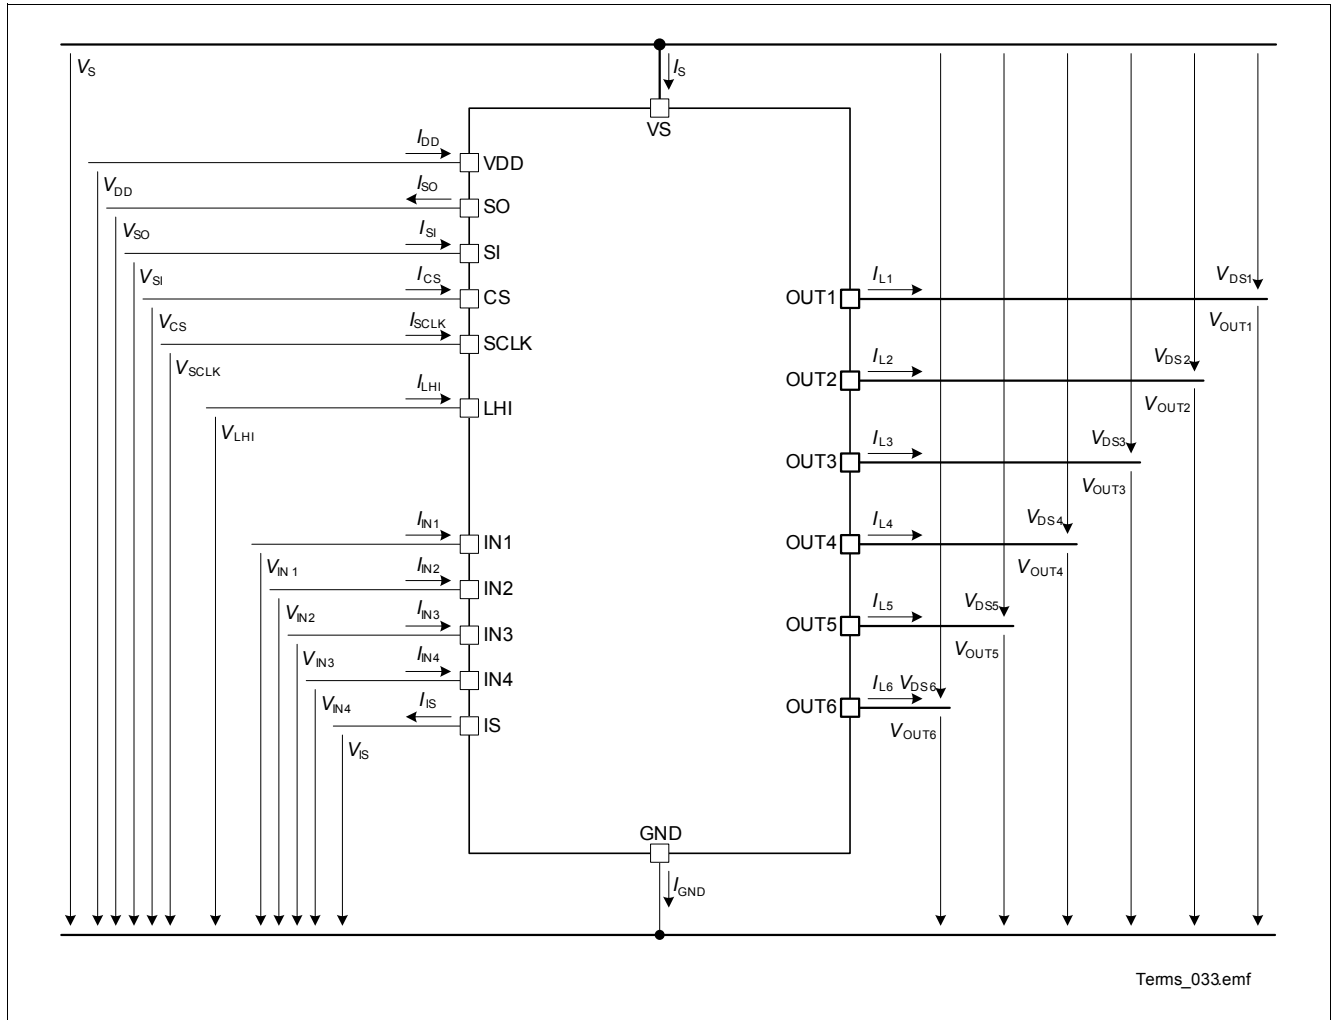 VS
IS
VS
IDD
VDD
VDD
ISO
SO
VSO
ISI
SI
VSI
ICS
CS
VCS
ISCLK
SCLK
VSCLK
ILHI
LHI
VLHI
IIN1
IN1
VIN1
IIN2
IN2
VIN2
IIN3
IN3
VIN3
IIN4
IN4
VIN4
IIS
IS
VIS
OUT1
IL1
VDS1
VOUT1
OUT2
IL2
VDS2
VOUT2
OUT3
IL3
VDS3
VOUT3
OUT4
IL4
VDS4
VOUT4
OUT5
IL5
VDS5
VOUT5
OUT6
IL6
VDS6
VOUT6
GND
IGND
Terms_033.emf